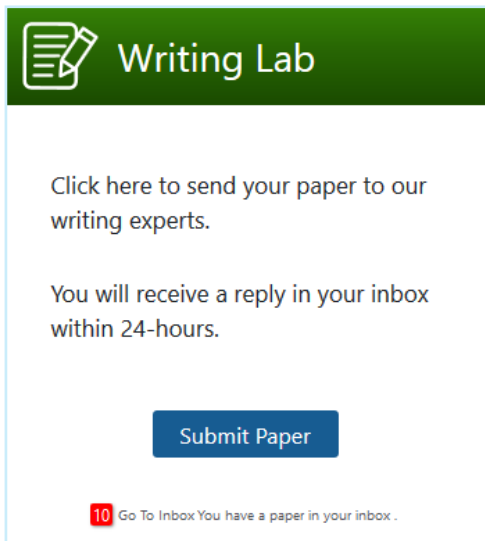 Writing Lab
Click here to send your paper to our
writing experts.
You will receive a reply in your inbox
within 24-hours.
Submit Paper
10 Go To Inbox You have a paper in your inbox .